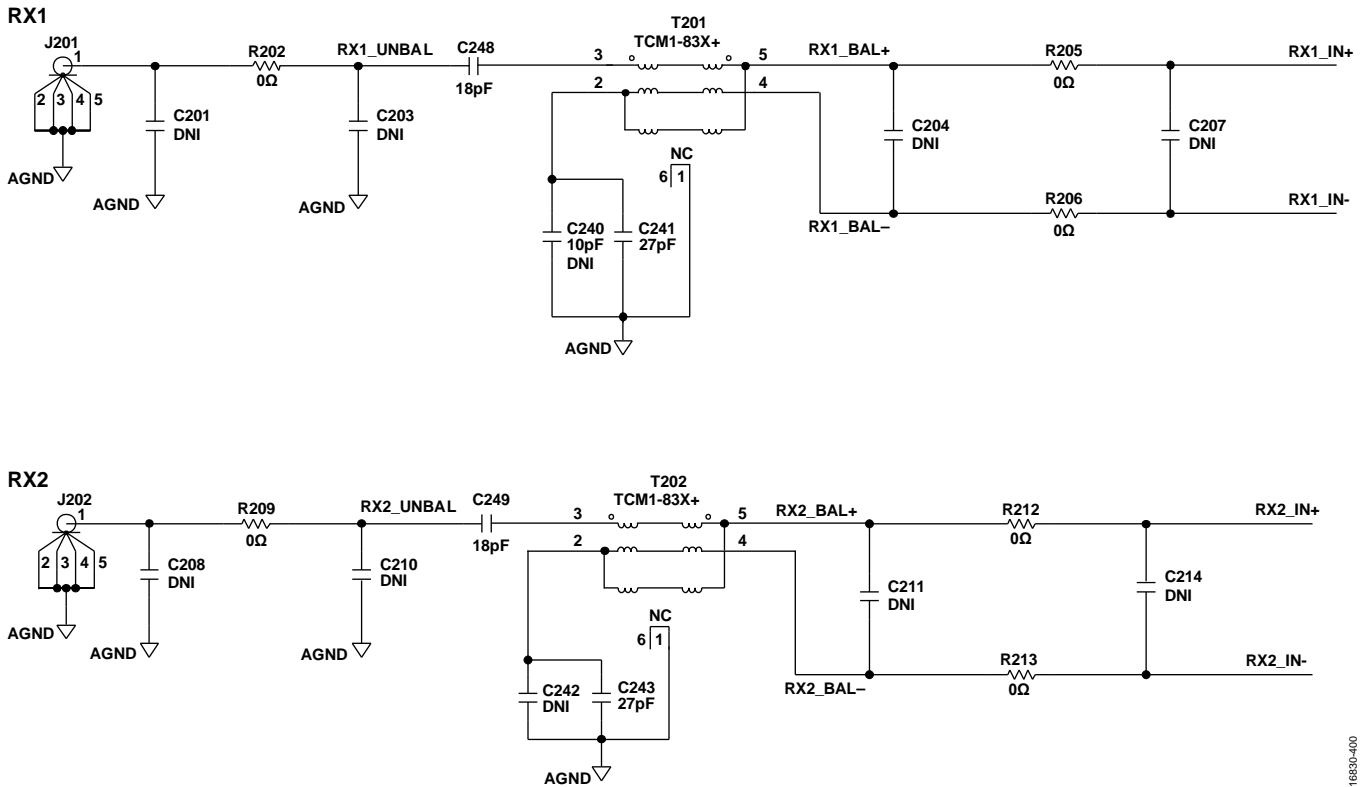 RX1
J201
1
2 3 4 5
AGND
C201
DNI
AGND
R202
0Ω
RX1_UNBAL
C203
DNI
AGND
C248
18pF
T201
TCM1-83X+
3
5
2
4
NC
6 1
C240
10pF
DNI
C241
27pF
AGND
RX1_BAL+
RX1_BAL–
C204
DNI
R205
0Ω
R206
0Ω
C207
DNI
RX1_IN+
RX1_IN-
RX2
J202
1
2 3 4 5
AGND
C208
DNI
AGND
R209
0Ω
RX2_UNBAL
C210
DNI
AGND
C249
18pF
T202
TCM1-83X+
3
5
2
4
NC
6 1
C242
DNI
C243
27pF
AGND
RX2_BAL+
RX2_BAL–
C211
DNI
R212
0Ω
R213
0Ω
C214
DNI
RX2_IN+
RX2_IN-
16830-400